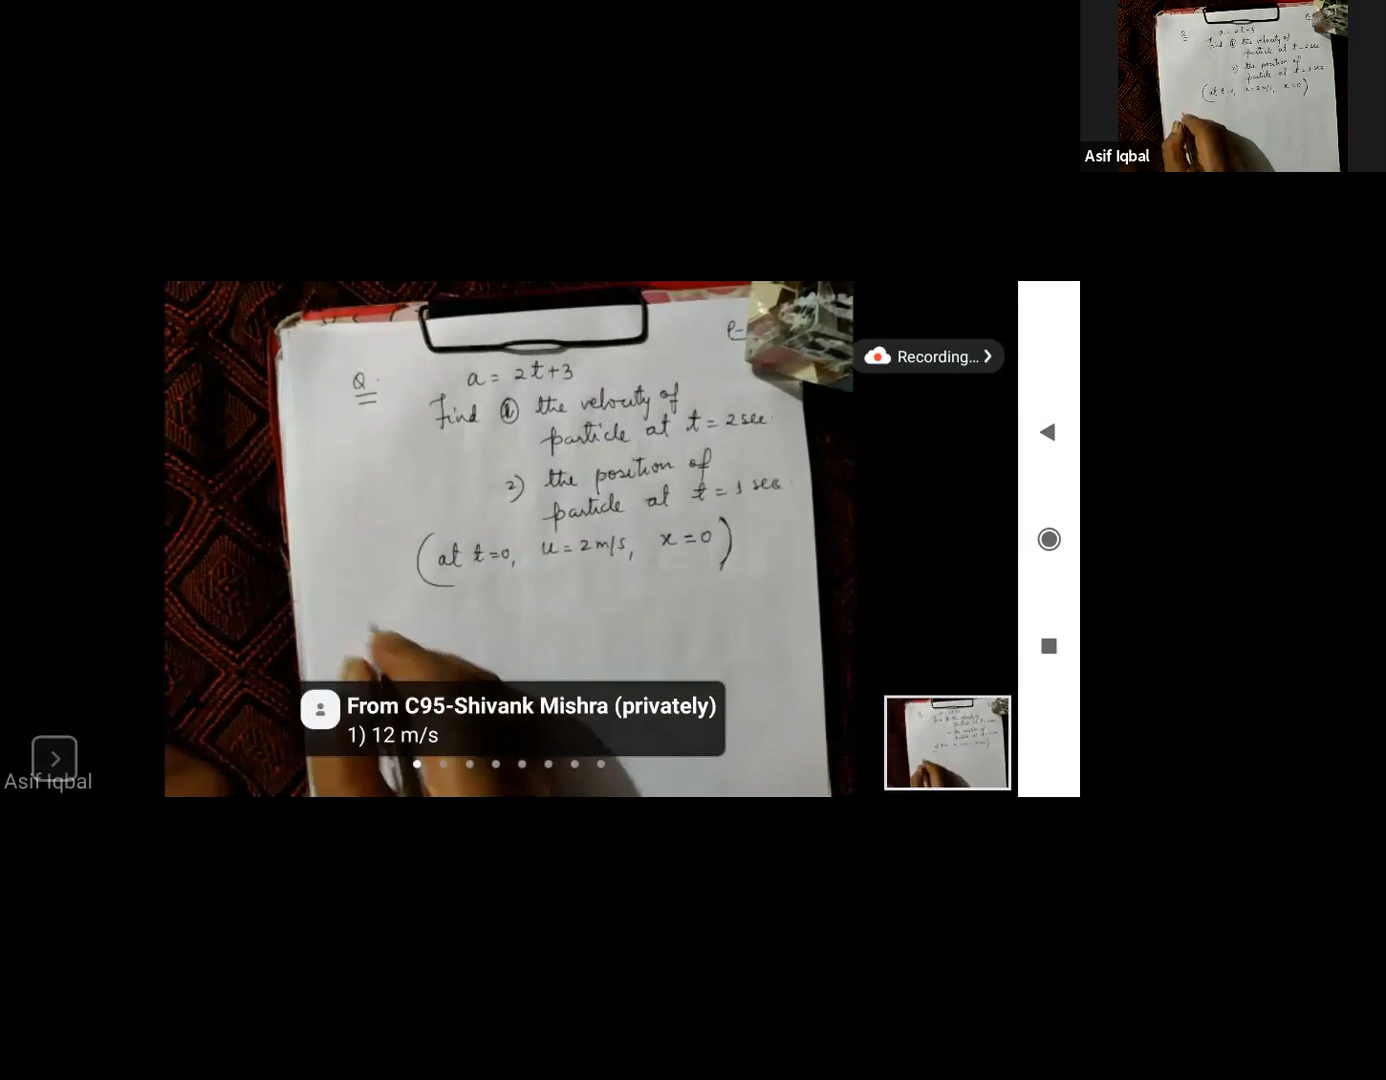 Asif Iqbal
P-
Recording...
Q.
a = 2t+3
Find ① the velocity of
particle at t = 2 sec.
2) the position of
particle at t = 1 sec.
(at t=0, u = 2 m/s, x = 0)
From C95-Shivank Mishra (privately)
1) 12 m/s
Asif Iqbal